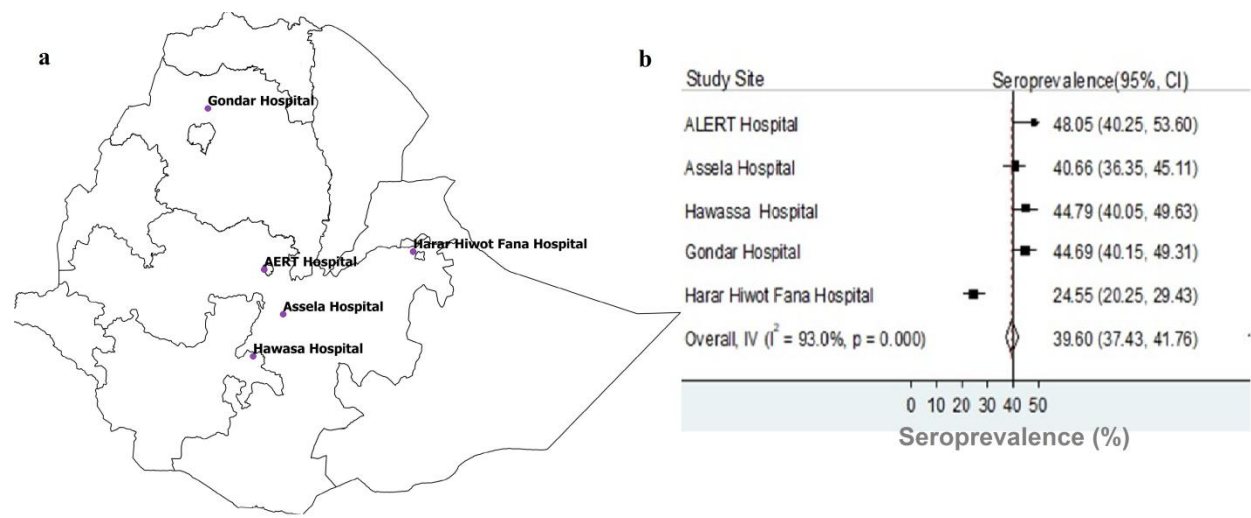 a
Gondar Hospital
Harar Hiwot Fana Hospital
AERT Hospital
Assela Hospital
Hawasa Hospital
b
Study Site Seroprevalence(95%, CI)
ALERT Hospital 48.05 (40.25, 53.60)
Assela Hospital 40.66 (36.35, 45.11)
Hawassa Hospital 44.79 (40.05, 49.63)
Gondar Hospital 44.69 (40.15, 49.31)
Harar Hiwot Fana Hospital 24.55 (20.25, 29.43)
Overall, IV (I² = 93.0%, p = 0.000) 39.60 (37.43, 41.76)
0 10 20 30 40 50
Seroprevalence (%)